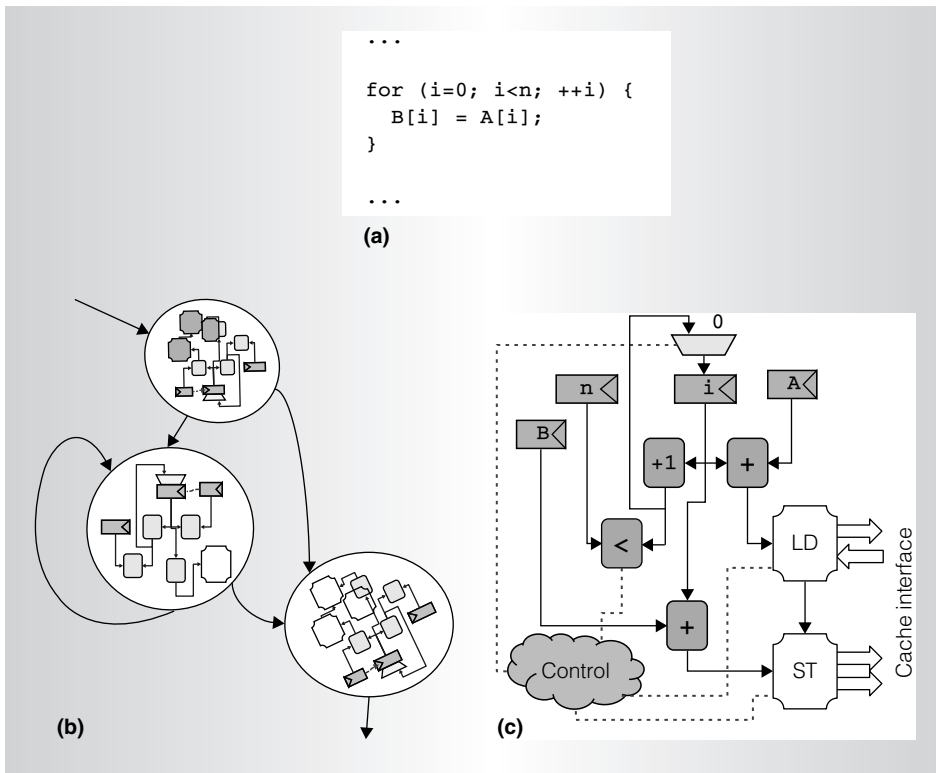 ...
for (i=0; i<n; ++i) {
B[i] = A[i];
}
...
(a)
0
n
i
A
B
+1
+
<
LD
+
Control
ST
Cache interface
(b)
(c)